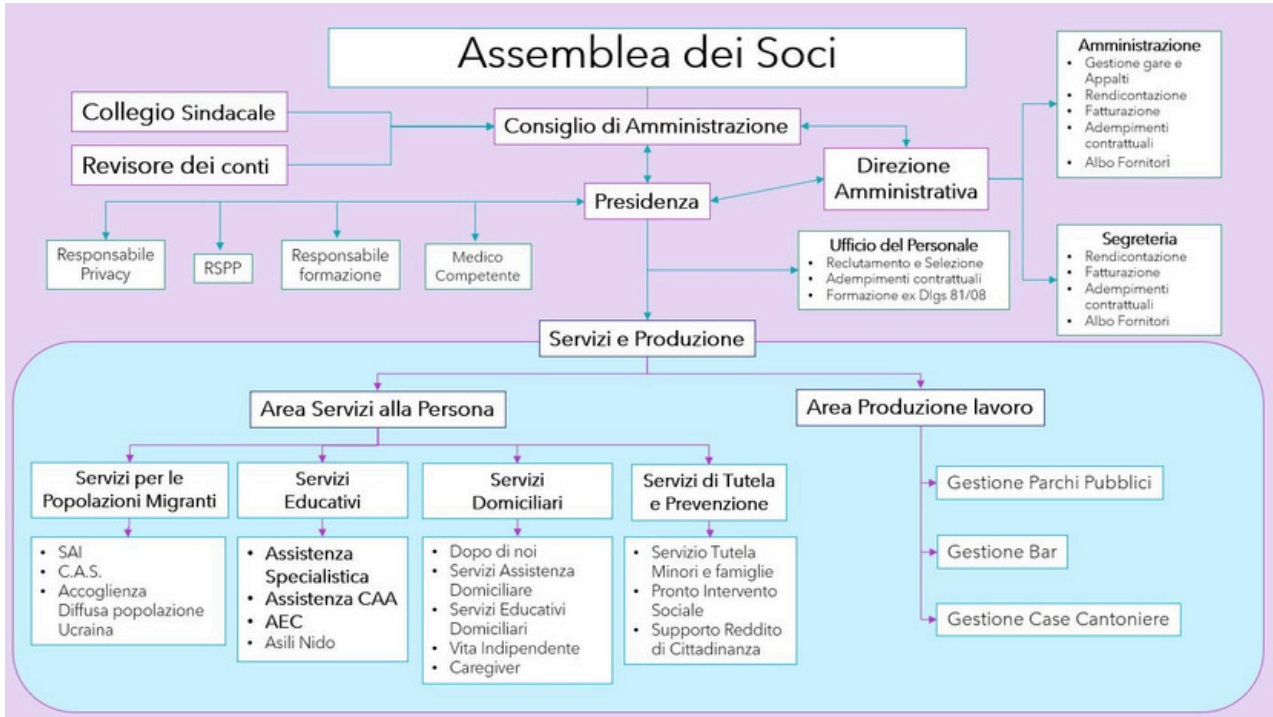 Assemblea dei Soci
Collegio Sindacale
Revisore dei conti
Consiglio di Amministrazione
Presidenza
Direzione
Amministrativa
Amministrazione
• Gestione gare e
Appalti
• Rendicontazione
• Fatturazione
• Adempimenti
contrattuali
• Albo Fornitori
Responsabile
Privacy
RSPP
Responsabile
formazione
Medico
Competente
Ufficio del Personale
• Reclutamento e Selezione
• Adempimenti contrattuali
• Formazione ex Dlgs 81/08
Segreteria
• Rendicontazione
• Fatturazione
• Adempimenti
contrattuali
• Albo Fornitori
Servizi e Produzione
Area Servizi alla Persona
Area Produzione lavoro
Servizi per le
Popolazioni Migranti
Servizi
Educativi
Servizi
Domiciliari
Servizi di Tutela
e Prevenzione
• SAI
• C.A.S.
• Accoglienza
Diffusa popolazione
Ucraina
• Assistenza
Specialistica
• Assistenza CAA
• AEC
• Asili Nido
• Dopo di noi
• Servizi Assistenza
Domiciliare
• Servizi Educativi
Domiciliari
• Vita Indipendente
• Caregiver
• Servizio Tutela
Minori e famiglie
• Pronto Intervento
Sociale
• Supporto Reddito
di Cittadinanza
Gestione Parchi Pubblici
Gestione Bar
Gestione Case Cantoniere